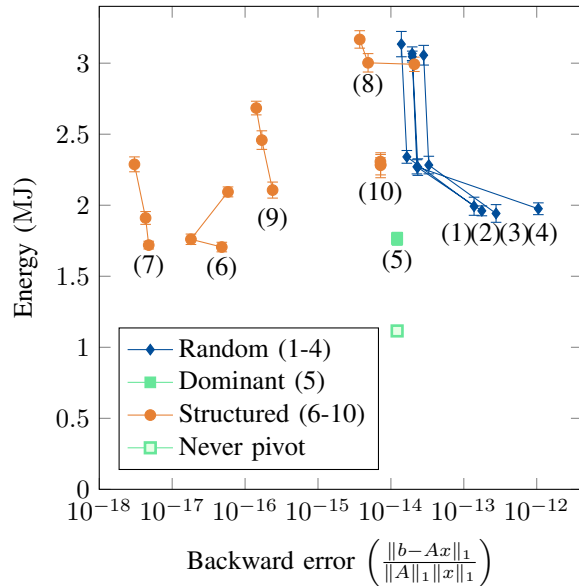 3
2.5
2
1.5
1
0.5
0
Energy (MJ)
(8)
(10)
(9)
(7)
(6)
(5)
(1)(2)(3)(4)
Random (1-4)
Dominant (5)
Structured (6-10)
Never pivot
10⁻¹⁸ 10⁻¹⁷ 10⁻¹⁶ 10⁻¹⁵ 10⁻¹⁴ 10⁻¹³ 10⁻¹²
Backward error (‖b−Ax‖₁ / ‖A‖₁‖x‖₁)